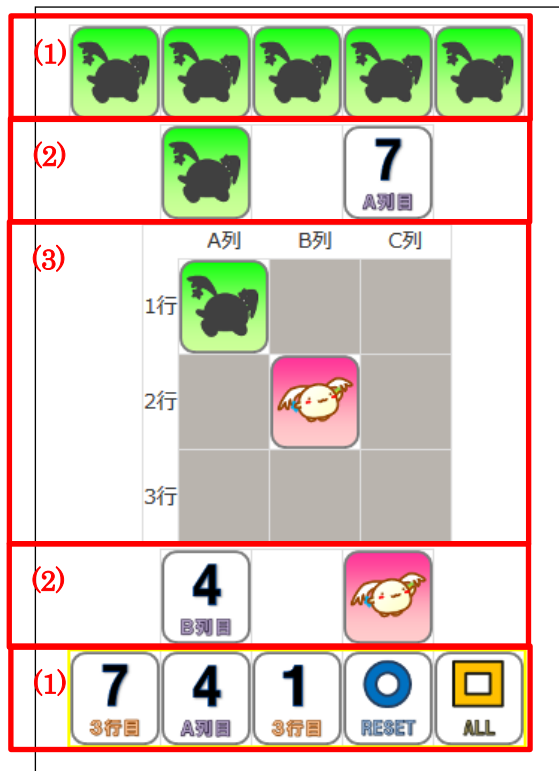 (1)
(2)
7
A列目
(3)
A列 B列 C列
1行
2行
3行
(2)
4
B列目
(1)
7 4 1
3行目 A列目 3行目 RESET ALL